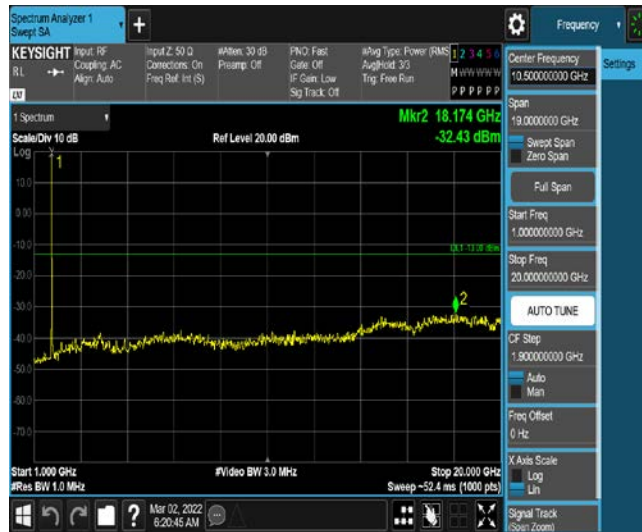 Spectrum Analyzer 1
Swept SA
+
Frequency
KEYSIGHT
RL
LXI
Input: RF
Coupling: AC
Align: Auto
Input Z: 50 Ω
Corrections: On
Freq Ref: Int (S)
#Atten: 30 dB
Preamp: Off
PNO: Fast
Gate: Off
IF Gain: Low
Sig Track: Off
#Avg Type: Power (RMS
Avg|Hold: 3/3
Trig: Free Run
1 2 3 4 5 6
M W W W W W
P P P P P P
1 Spectrum
Mkr2 18.174 GHz
Scale/Div 10 dB
Ref Level 20.00 dBm
-32.43 dBm
Log
1
10.0
0.00
-10.0
DL1 -13.00 dBm
-20.0
2
-30.0
-40.0
-50.0
-60.0
-70.0
Start 1.000 GHz
#Video BW 3.0 MHz
Stop 20.000 GHz
#Res BW 1.0 MHz
Sweep ~52.4 ms (1000 pts)
Mar 02, 2022
6:20:45 AM
Settings
Center Frequency
10.500000000 GHz
Span
19.0000000 GHz
Swept Span
Zero Span
Full Span
Start Freq
1.000000000 GHz
Stop Freq
20.000000000 GHz
AUTO TUNE
CF Step
1.900000000 GHz
Auto
Man
Freq Offset
0 Hz
X Axis Scale
Log
Lin
Signal Track
(Span Zoom)